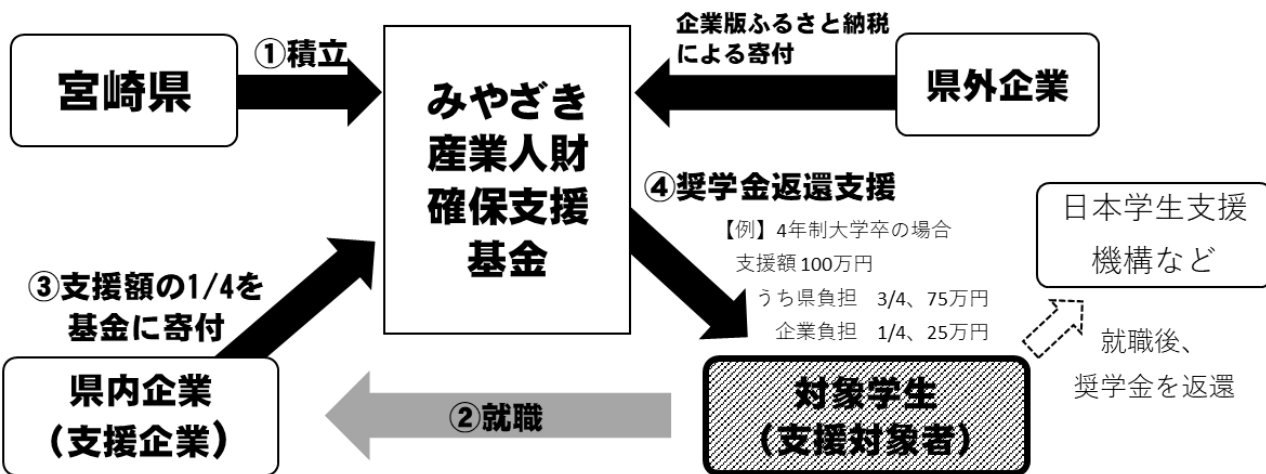 宮崎県
①積立
みやざき
産業人財
確保支援
基金
企業版ふるさと納税
による寄付
県外企業
④奨学金返還支援
【例】4年制大学卒の場合
支援額100万円
うち県負担　3/4、75万円
企業負担　1/4、25万円
日本学生支援
機構など
就職後、
奨学金を返還
③支援額の1/4を
基金に寄付
県内企業
(支援企業)
②就職
対象学生
(支援対象者)